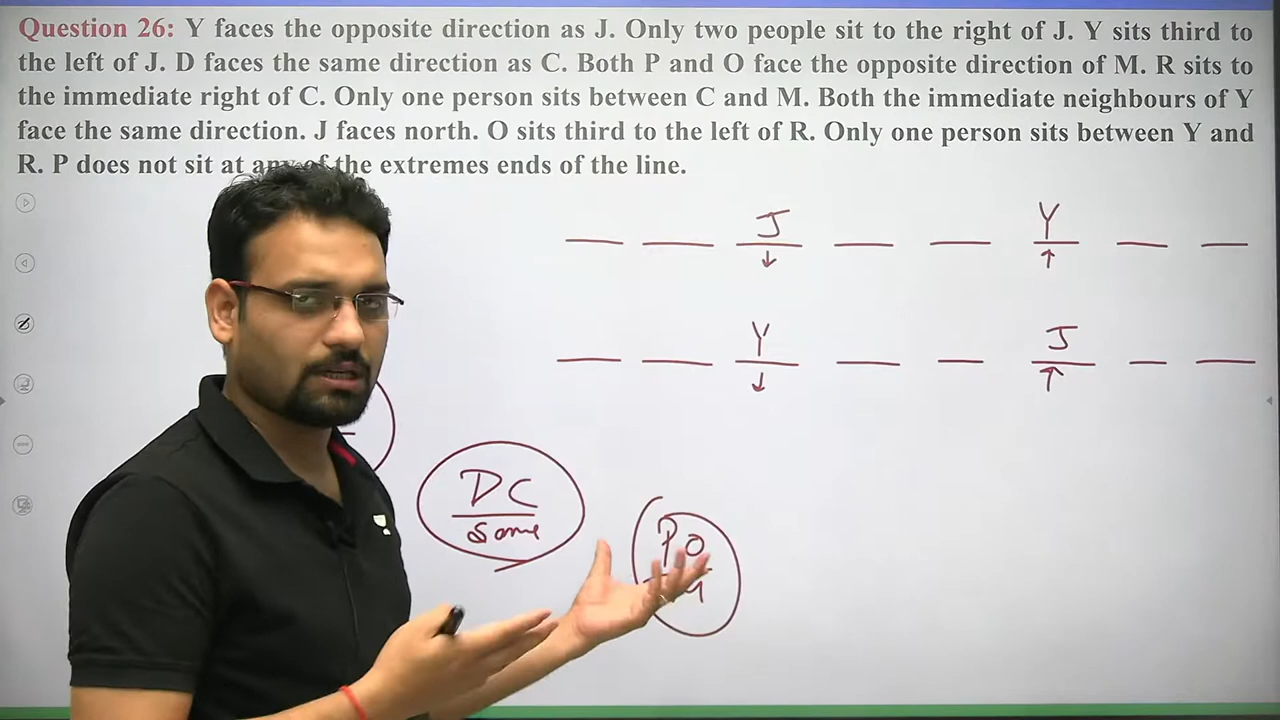 Question 26: Y faces the opposite direction as J. Only two people sit to the right of J. Y sits third to
the left of J. D faces the same direction as C. Both P and O face the opposite direction of M. R sits to
the immediate right of C. Only one person sits between C and M. Both the immediate neighbours of Y
face the same direction. J faces north. O sits third to the left of R. Only one person sits between Y and
R. P does not sit at any of the extremes ends of the line.
J Y
↓ ↑
Y J
↓ ↑
DC
Same
PO